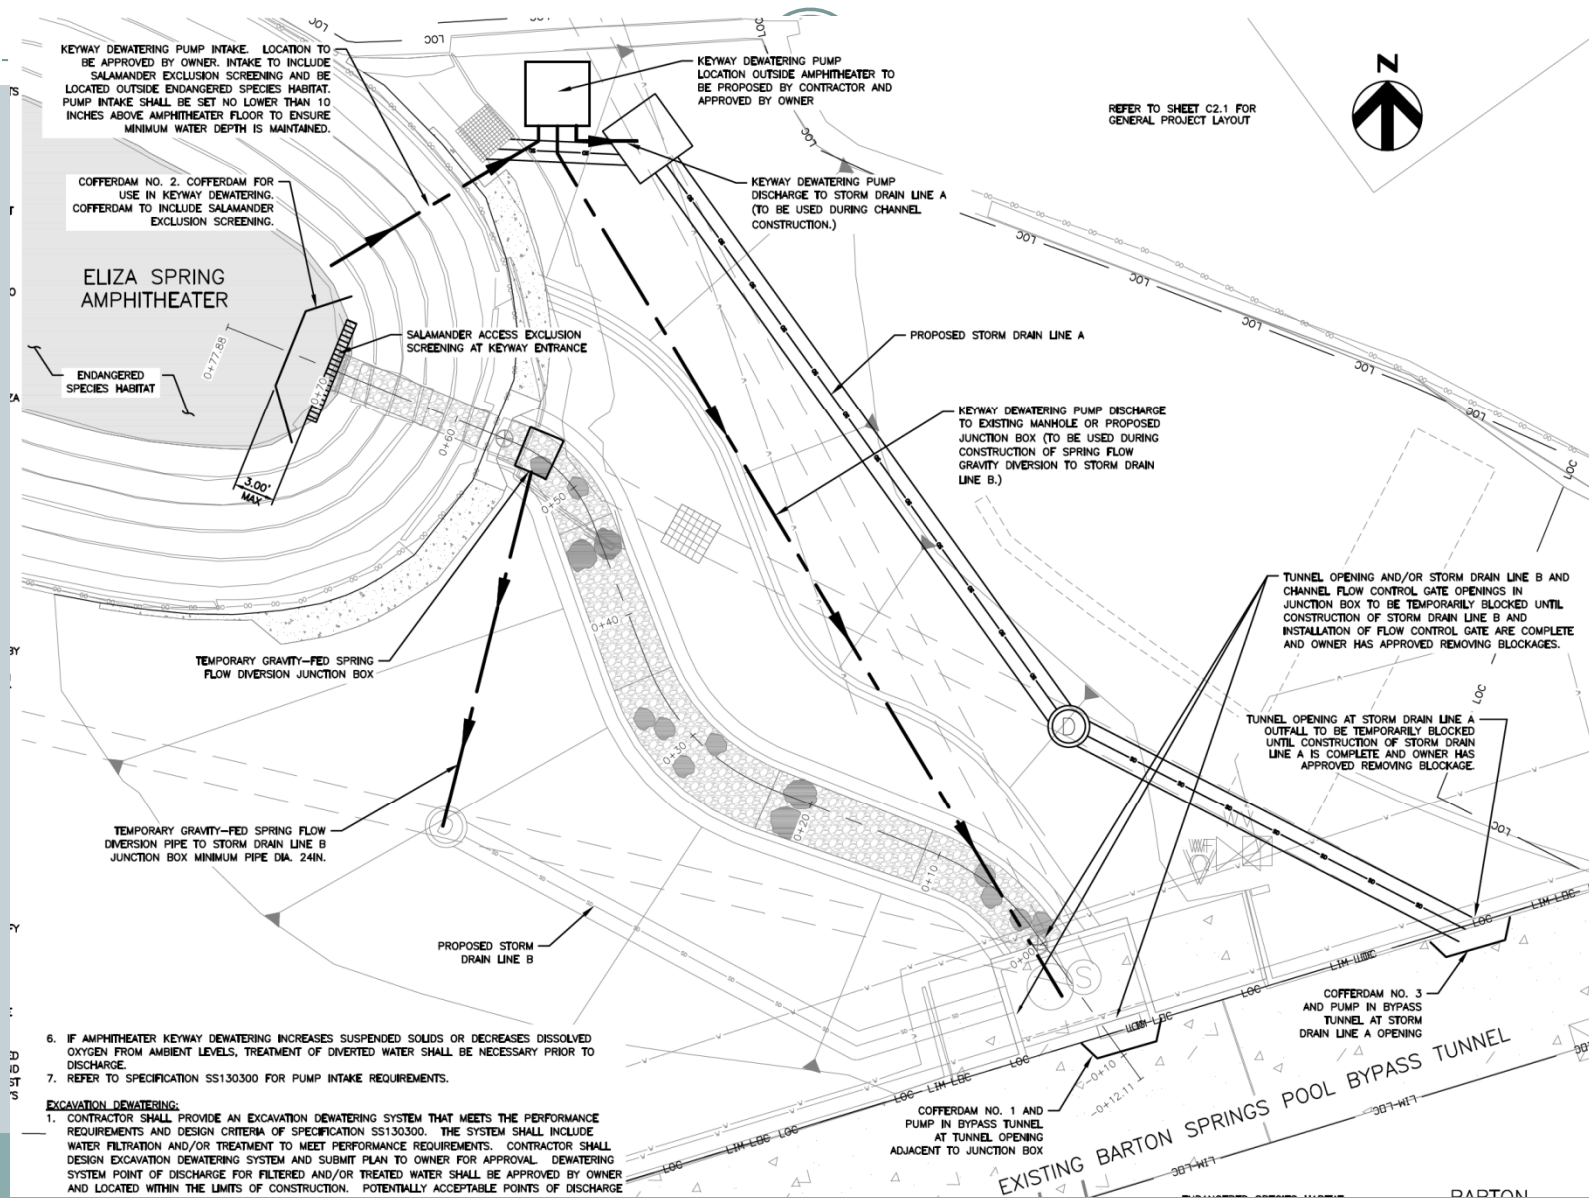 KEYWAY DEWATERING PUMP INTAKE. LOCATION TO
BE APPROVED BY OWNER. INTAKE TO INCLUDE
SALAMANDER EXCLUSION SCREENING AND BE
LOCATED OUTSIDE ENDANGERED SPECIES HABITAT.
PUMP INTAKE SHALL BE SET NO LOWER THAN 10
INCHES ABOVE AMPHITHEATER FLOOR TO ENSURE
MINIMUM WATER DEPTH IS MAINTAINED.
KEYWAY DEWATERING PUMP
LOCATION OUTSIDE AMPHITHEATER TO
BE PROPOSED BY CONTRACTOR AND
APPROVED BY OWNER
REFER TO SHEET C2.1 FOR
GENERAL PROJECT LAYOUT
N
COFFERDAM NO. 2. COFFERDAM FOR
USE IN KEYWAY DEWATERING.
COFFERDAM TO INCLUDE SALAMANDER
EXCLUSION SCREENING.
KEYWAY DEWATERING PUMP
DISCHARGE TO STORM DRAIN LINE A
(TO BE USED DURING CHANNEL
CONSTRUCTION.)
ELIZA SPRING
AMPHITHEATER
SALAMANDER ACCESS EXCLUSION
SCREENING AT KEYWAY ENTRANCE
PROPOSED STORM DRAIN LINE A
ENDANGERED
SPECIES HABITAT
0+77.88
0+70
0+60
0+50
0+40
0+30
0+20
0+10
0+00
-0+10
-0+12.11
3.00'
MAX
KEYWAY DEWATERING PUMP DISCHARGE
TO EXISTING MANHOLE OR PROPOSED
JUNCTION BOX (TO BE USED DURING
CONSTRUCTION OF SPRING FLOW
GRAVITY DIVERSION TO STORM DRAIN
LINE B.)
TUNNEL OPENING AND/OR STORM DRAIN LINE B AND
CHANNEL FLOW CONTROL GATE OPENINGS IN
JUNCTION BOX TO BE TEMPORARILY BLOCKED UNTIL
CONSTRUCTION OF STORM DRAIN LINE B AND
INSTALLATION OF FLOW CONTROL GATE ARE COMPLETE
AND OWNER HAS APPROVED REMOVING BLOCKAGES.
TEMPORARY GRAVITY-FED SPRING
FLOW DIVERSION JUNCTION BOX
TUNNEL OPENING AT STORM DRAIN LINE A
OUTFALL TO BE TEMPORARILY BLOCKED
UNTIL CONSTRUCTION OF STORM DRAIN
LINE A IS COMPLETE AND OWNER HAS
APPROVED REMOVING BLOCKAGE.
D
TEMPORARY GRAVITY-FED SPRING FLOW
DIVERSION PIPE TO STORM DRAIN LINE B
JUNCTION BOX MINIMUM PIPE DIA. 24IN.
PROPOSED STORM
DRAIN LINE B
S
LOC
LOC
LOC
LOC
LOC
LOC
LOC
LOC
LOC
LOC
LOC
LOC
LOC
LIM-LOC
COFFERDAM NO. 3
AND PUMP IN BYPASS
TUNNEL AT STORM
DRAIN LINE A OPENING
COFFERDAM NO. 1 AND
PUMP IN BYPASS TUNNEL
AT TUNNEL OPENING
ADJACENT TO JUNCTION BOX
EXISTING BARTON SPRINGS POOL BYPASS TUNNEL
6. IF AMPHITHEATER KEYWAY DEWATERING INCREASES SUSPENDED SOLIDS OR DECREASES DISSOLVED
OXYGEN FROM AMBIENT LEVELS, TREATMENT OF DIVERTED WATER SHALL BE NECESSARY PRIOR TO
DISCHARGE.
7. REFER TO SPECIFICATION SS130300 FOR PUMP INTAKE REQUIREMENTS.
EXCAVATION DEWATERING:
1. CONTRACTOR SHALL PROVIDE AN EXCAVATION DEWATERING SYSTEM THAT MEETS THE PERFORMANCE
REQUIREMENTS AND DESIGN CRITERIA OF SPECIFICATION SS130300. THE SYSTEM SHALL INCLUDE
WATER FILTRATION AND/OR TREATMENT TO MEET PERFORMANCE REQUIREMENTS. CONTRACTOR SHALL
DESIGN EXCAVATION DEWATERING SYSTEM AND SUBMIT PLAN TO OWNER FOR APPROVAL. DEWATERING
SYSTEM POINT OF DISCHARGE FOR FILTERED AND/OR TREATED WATER SHALL BE APPROVED BY OWNER
AND LOCATED WITHIN THE LIMITS OF CONSTRUCTION. POTENTIALLY ACCEPTABLE POINTS OF DISCHARGE
BARTON